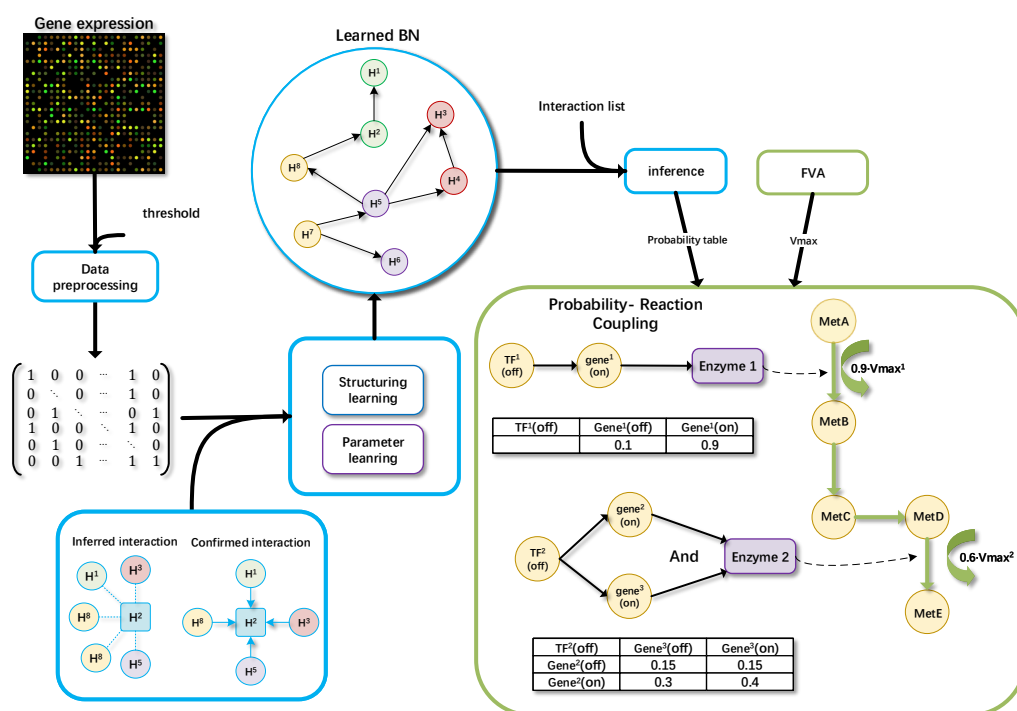 Gene expression
threshold
Data
preprocessing
1 0 0 ··· 1 0
0 ⋱ 0 ··· 1 0
0 1 ⋱ ··· 0 1
1 0 0 ⋱ 1 0
0 1 0 ··· ⋱ 0
0 0 1 ··· 1 1
Inferred interaction
H¹
H³
H⁸
H²
H⁸
H⁵
Confirmed interaction
H¹
H⁸
H²
H³
H⁵
Structuring
learning
Parameter
leanring
Learned BN
H¹
H³
H²
H⁸
H⁴
H⁵
H⁷
H⁶
Interaction list
inference
FVA
Probability table
Vmax
Probability- Reaction
Coupling
TF¹
(off)
gene¹
(on)
Enzyme 1
MetA
0.9·Vmax¹
MetB
TF¹(off) Gene¹(off) Gene¹(on)
0.1 0.9
MetC
MetD
TF²
(off)
gene²
(on)
And
gene³
(on)
Enzyme 2
0.6·Vmax²
MetE
TF²(off) Gene³(off) Gene³(on)
Gene²(off) 0.15 0.15
Gene²(on) 0.3 0.4